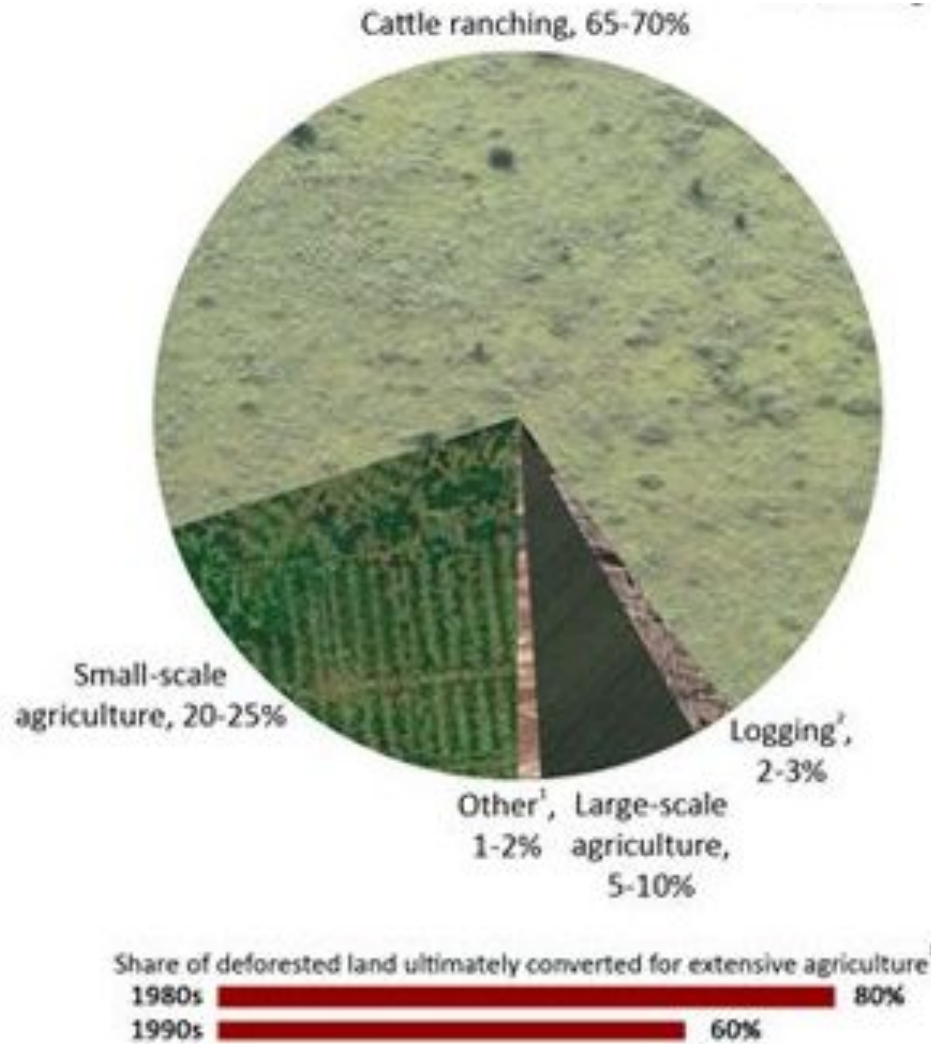 Cattle ranching, 65-70%
Small-scale
agriculture, 20-25%
Other¹,
1-2%
Large-scale
agriculture,
5-10%
Logging²,
2-3%
Share of deforested land ultimately converted for extensive agriculture
1980s 80%
1990s 60%